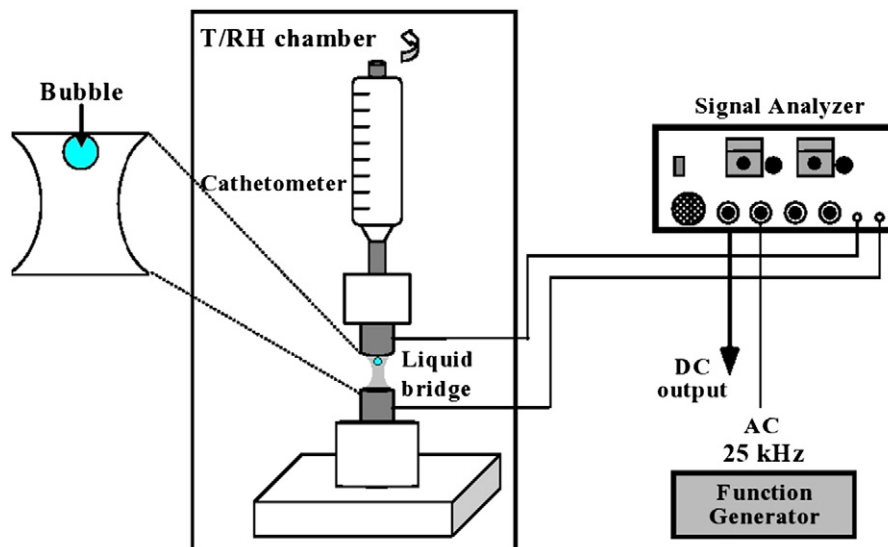 T/RH chamber
Bubble
Cathetometer
Liquid
bridge
Signal Analyzer
DC
output
AC
25 kHz
Function
Generator